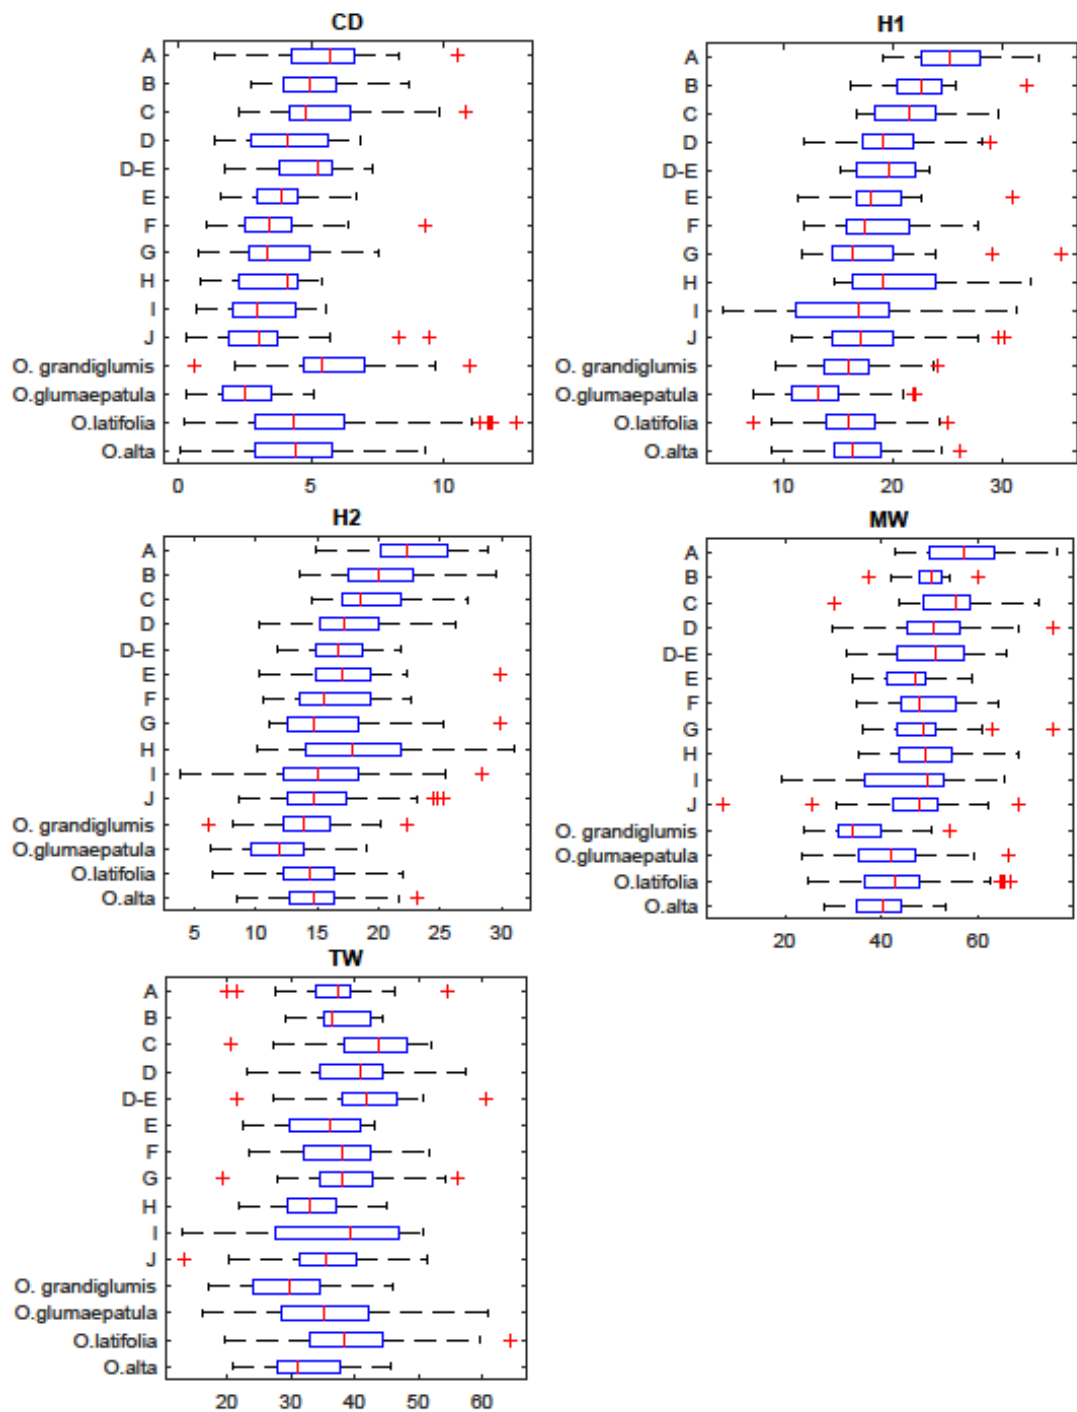 CD
A
B
C
D
D-E
E
F
G
H
I
J
O. grandiglumis
O.glumaepatula
O.latifolia
O.alta
0 5 10
H1
A
B
C
D
D-E
E
F
G
H
I
J
O. grandiglumis
O.glumaepatula
O.latifolia
O.alta
10 20 30
H2
A
B
C
D
D-E
E
F
G
H
I
J
O. grandiglumis
O.glumaepatula
O.latifolia
O.alta
5 10 15 20 25 30
MW
A
B
C
D
D-E
E
F
G
H
I
J
O. grandiglumis
O.glumaepatula
O.latifolia
O.alta
20 40 60
TW
A
B
C
D
D-E
E
F
G
H
I
J
O. grandiglumis
O.glumaepatula
O.latifolia
O.alta
20 30 40 50 60